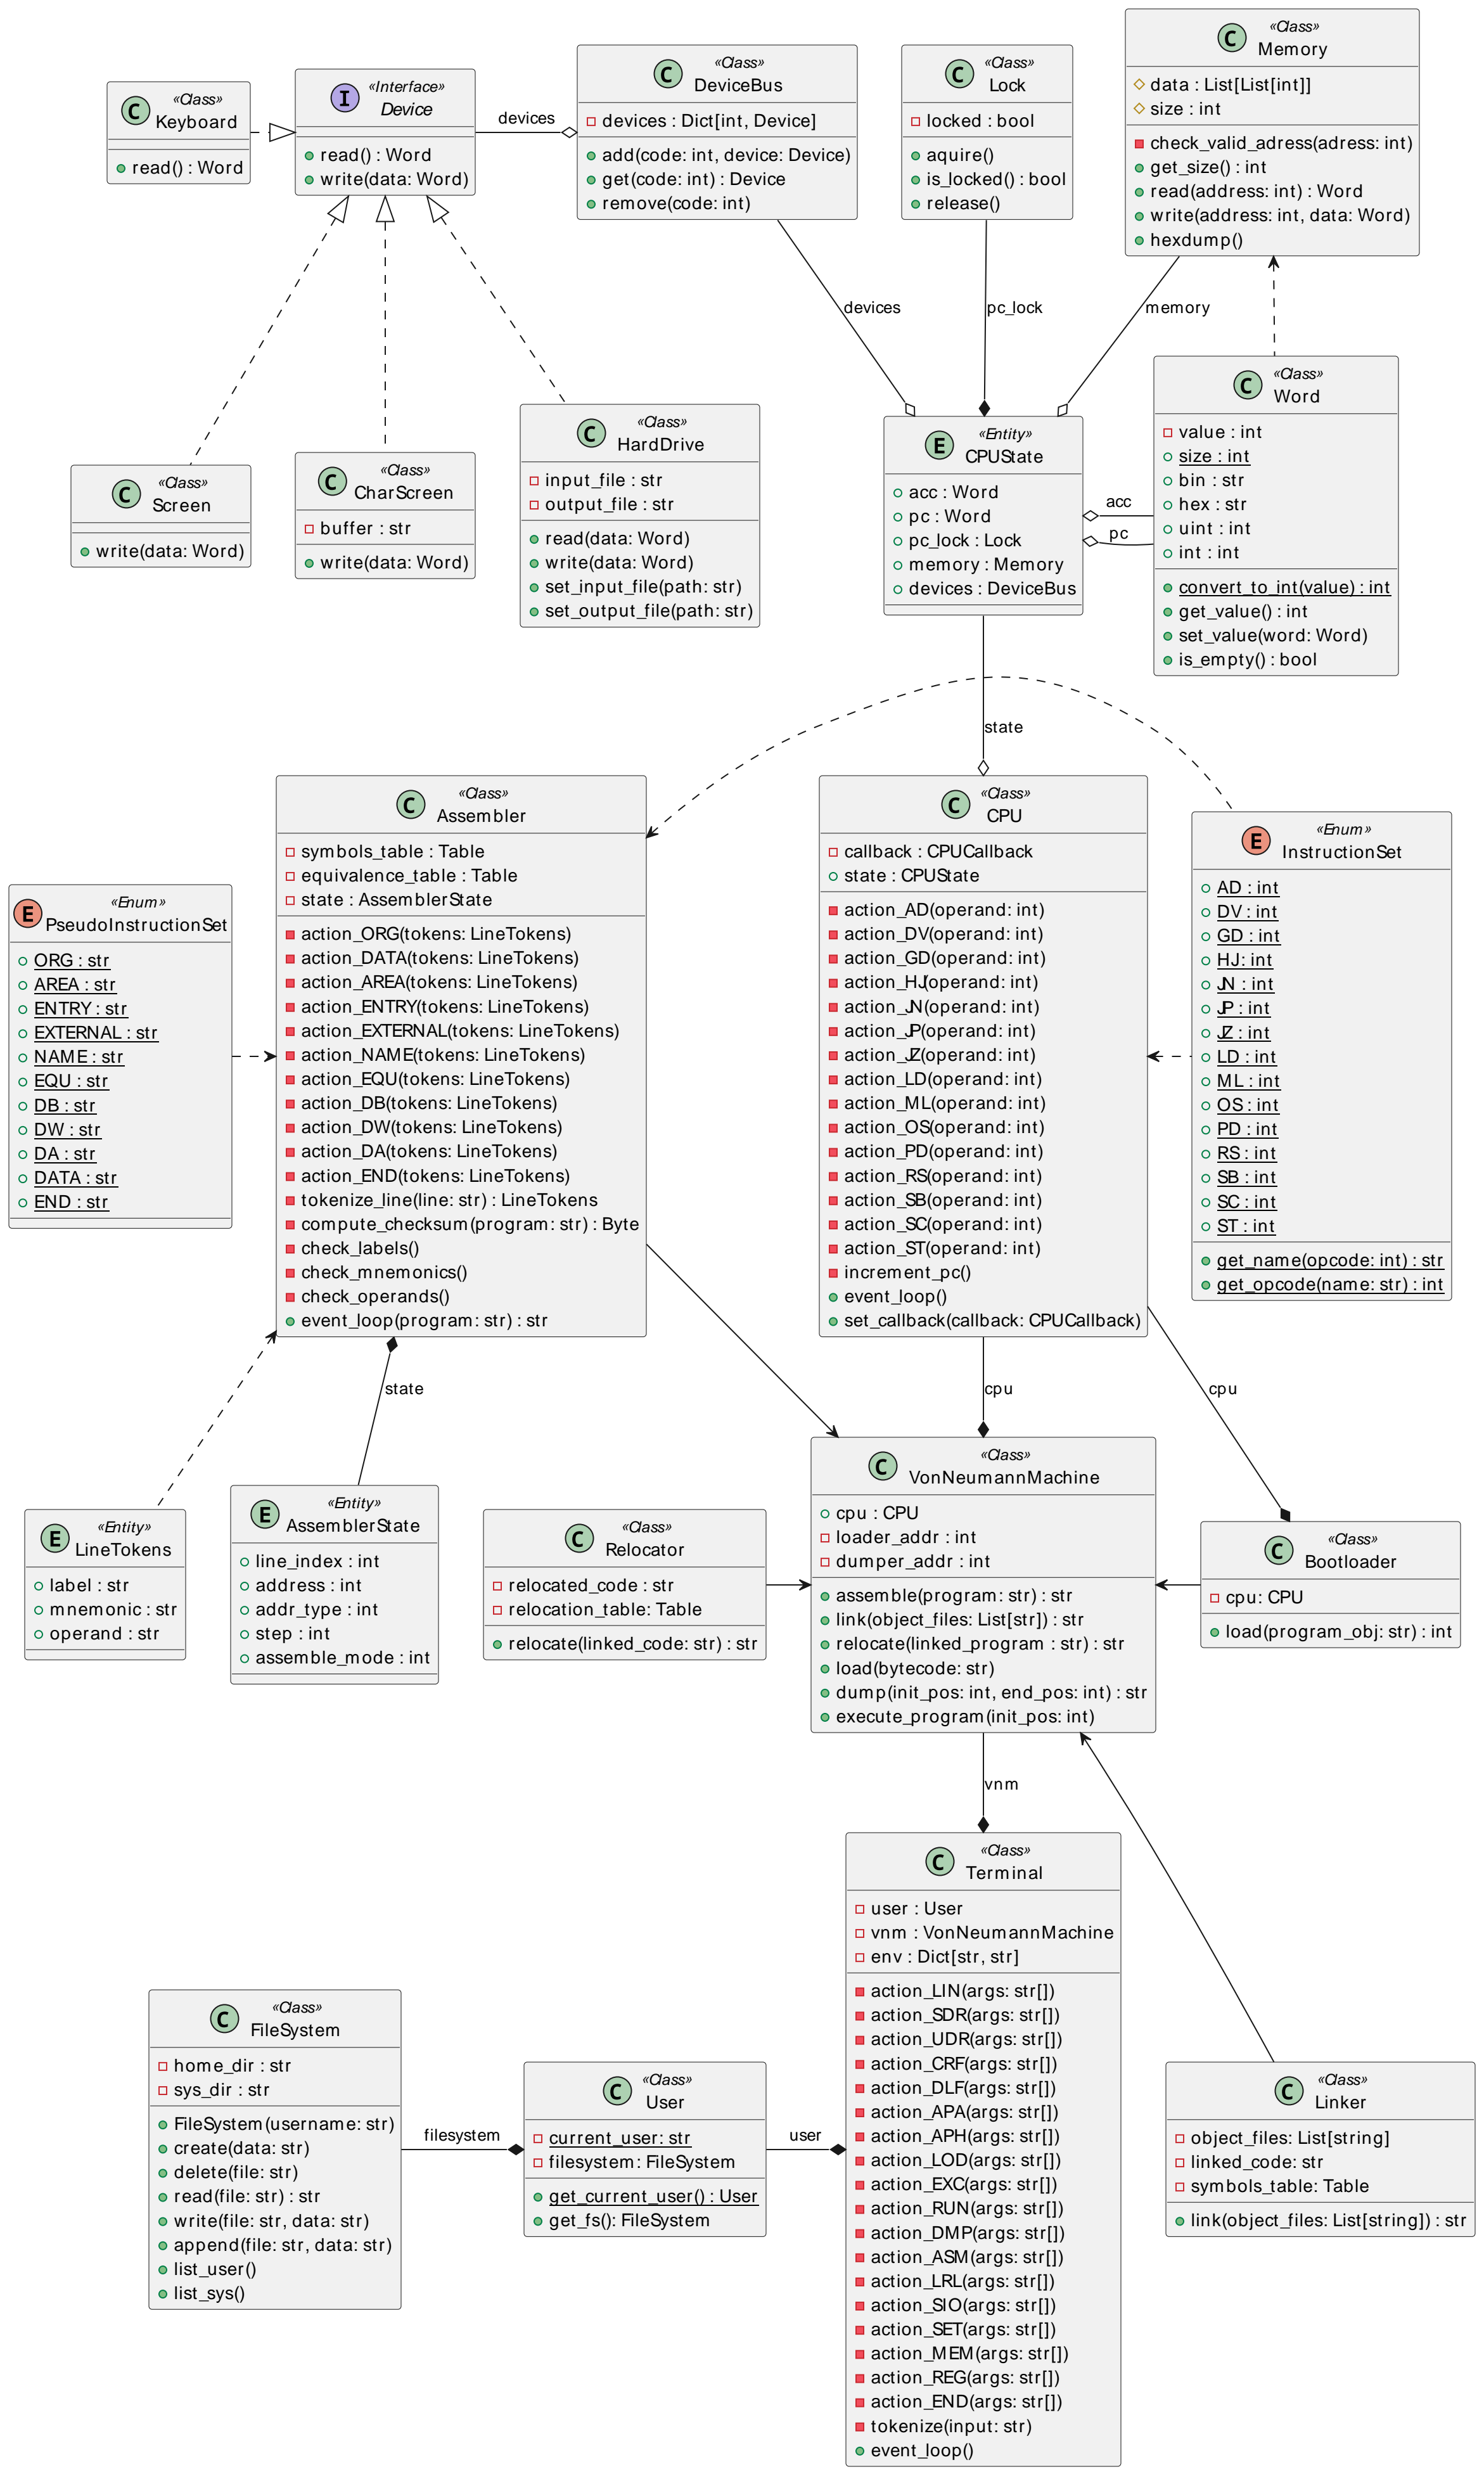 «Class»
Keyboard
read() : Word
«Interface»
Device
read() : Word
write(data: Word)
devices
«Class»
DeviceBus
devices : Dict[int, Device]
add(code: int, device: Device)
get(code: int) : Device
remove(code: int)
«Class»
Lock
locked : bool
aquire()
is_locked() : bool
release()
«Class»
Memory
data : List[List[int]]
size : int
check_valid_adress(adress: int)
get_size() : int
read(address: int) : Word
write(address: int, data: Word)
hexdump()
devices
pc_lock
memory
«Class»
Screen
write(data: Word)
«Class»
CharScreen
buffer : str
write(data: Word)
«Class»
HardDrive
input_file : str
output_file : str
read(data: Word)
write(data: Word)
set_input_file(path: str)
set_output_file(path: str)
«Entity»
CPUState
acc : Word
pc : Word
pc_lock : Lock
memory : Memory
devices : DeviceBus
acc
pc
«Class»
Word
value : int
size : int
bin : str
hex : str
uint : int
int : int
convert_to_int(value) : int
get_value() : int
set_value(word: Word)
is_empty() : bool
state
«Enum»
PseudoInstructionSet
ORG : str
AREA : str
ENTRY : str
EXTERNAL : str
NAME : str
EQU : str
DB : str
DW : str
DA : str
DATA : str
END : str
«Class»
Assembler
symbols_table : Table
equivalence_table : Table
state : AssemblerState
action_ORG(tokens: LineTokens)
action_DATA(tokens: LineTokens)
action_AREA(tokens: LineTokens)
action_ENTRY(tokens: LineTokens)
action_EXTERNAL(tokens: LineTokens)
action_NAME(tokens: LineTokens)
action_EQU(tokens: LineTokens)
action_DB(tokens: LineTokens)
action_DW(tokens: LineTokens)
action_DA(tokens: LineTokens)
action_END(tokens: LineTokens)
tokenize_line(line: str) : LineTokens
compute_checksum(program: str) : Byte
check_labels()
check_mnemonics()
check_operands()
event_loop(program: str) : str
«Class»
CPU
callback : CPUCallback
state : CPUState
action_AD(operand: int)
action_DV(operand: int)
action_GD(operand: int)
action_HJ(operand: int)
action_JN(operand: int)
action_JP(operand: int)
action_JZ(operand: int)
action_LD(operand: int)
action_ML(operand: int)
action_OS(operand: int)
action_PD(operand: int)
action_RS(operand: int)
action_SB(operand: int)
action_SC(operand: int)
action_ST(operand: int)
increment_pc()
event_loop()
set_callback(callback: CPUCallback)
«Enum»
InstructionSet
AD : int
DV : int
GD : int
HJ: int
JN : int
JP : int
JZ : int
LD : int
ML : int
OS : int
PD : int
RS : int
SB : int
SC : int
ST : int
get_name(opcode: int) : str
get_opcode(name: str) : int
state
cpu
cpu
«Entity»
LineTokens
label : str
mnemonic : str
operand : str
«Entity»
AssemblerState
line_index : int
address : int
addr_type : int
step : int
assemble_mode : int
«Class»
Relocator
relocated_code : str
relocation_table: Table
relocate(linked_code: str) : str
«Class»
VonNeumannMachine
cpu : CPU
loader_addr : int
dumper_addr : int
assemble(program: str) : str
link(object_files: List[str]) : str
relocate(linked_program : str) : str
load(bytecode: str)
dump(init_pos: int, end_pos: int) : str
execute_program(init_pos: int)
«Class»
Bootloader
cpu: CPU
load(program_obj: str) : int
vnm
«Class»
FileSystem
home_dir : str
sys_dir : str
FileSystem(username: str)
create(data: str)
delete(file: str)
read(file: str) : str
write(file: str, data: str)
append(file: str, data: str)
list_user()
list_sys()
filesystem
«Class»
User
current_user: str
filesystem: FileSystem
get_current_user() : User
get_fs(): FileSystem
user
«Class»
Terminal
user : User
vnm : VonNeumannMachine
env : Dict[str, str]
action_LIN(args: str[])
action_SDR(args: str[])
action_UDR(args: str[])
action_CRF(args: str[])
action_DLF(args: str[])
action_APA(args: str[])
action_APH(args: str[])
action_LOD(args: str[])
action_EXC(args: str[])
action_RUN(args: str[])
action_DMP(args: str[])
action_ASM(args: str[])
action_LRL(args: str[])
action_SIO(args: str[])
action_SET(args: str[])
action_MEM(args: str[])
action_REG(args: str[])
action_END(args: str[])
tokenize(input: str)
event_loop()
«Class»
Linker
object_files: List[string]
linked_code: str
symbols_table: Table
link(object_files: List[string]) : str